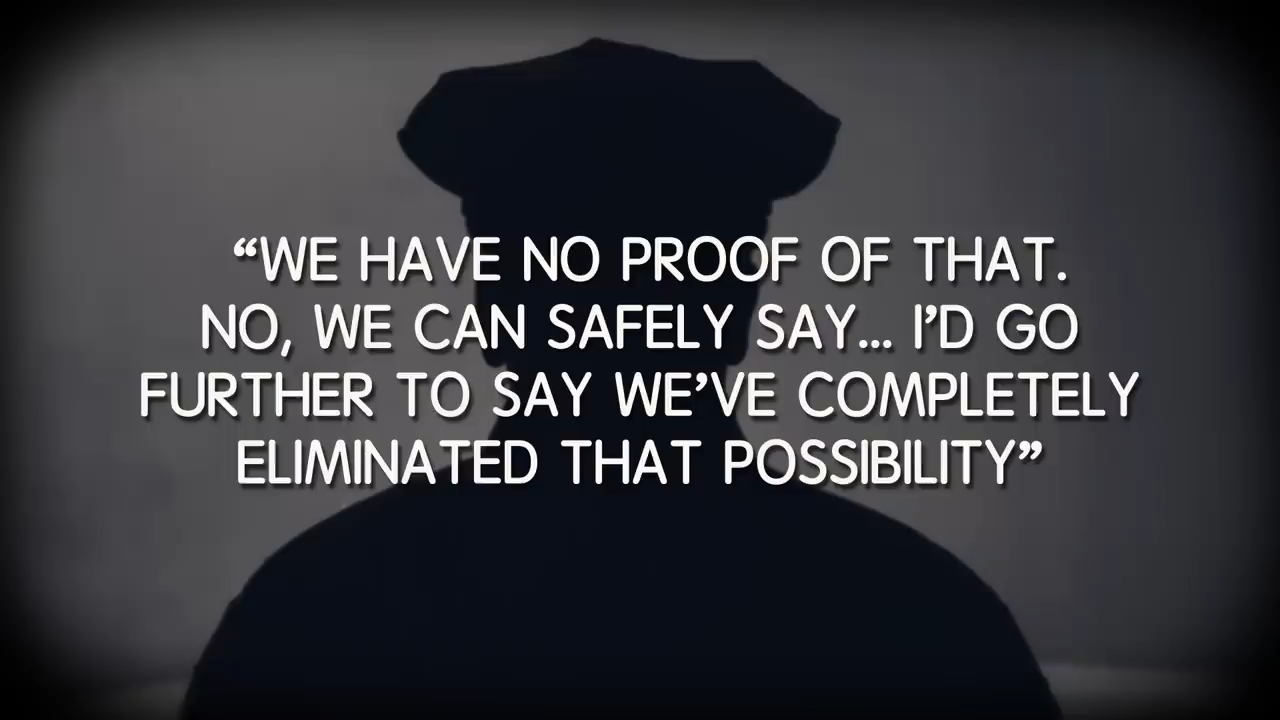 “WE HAVE NO PROOF OF THAT.
NO, WE CAN SAFELY SAY... I’D GO
FURTHER TO SAY WE’VE COMPLETELY
ELIMINATED THAT POSSIBILITY”